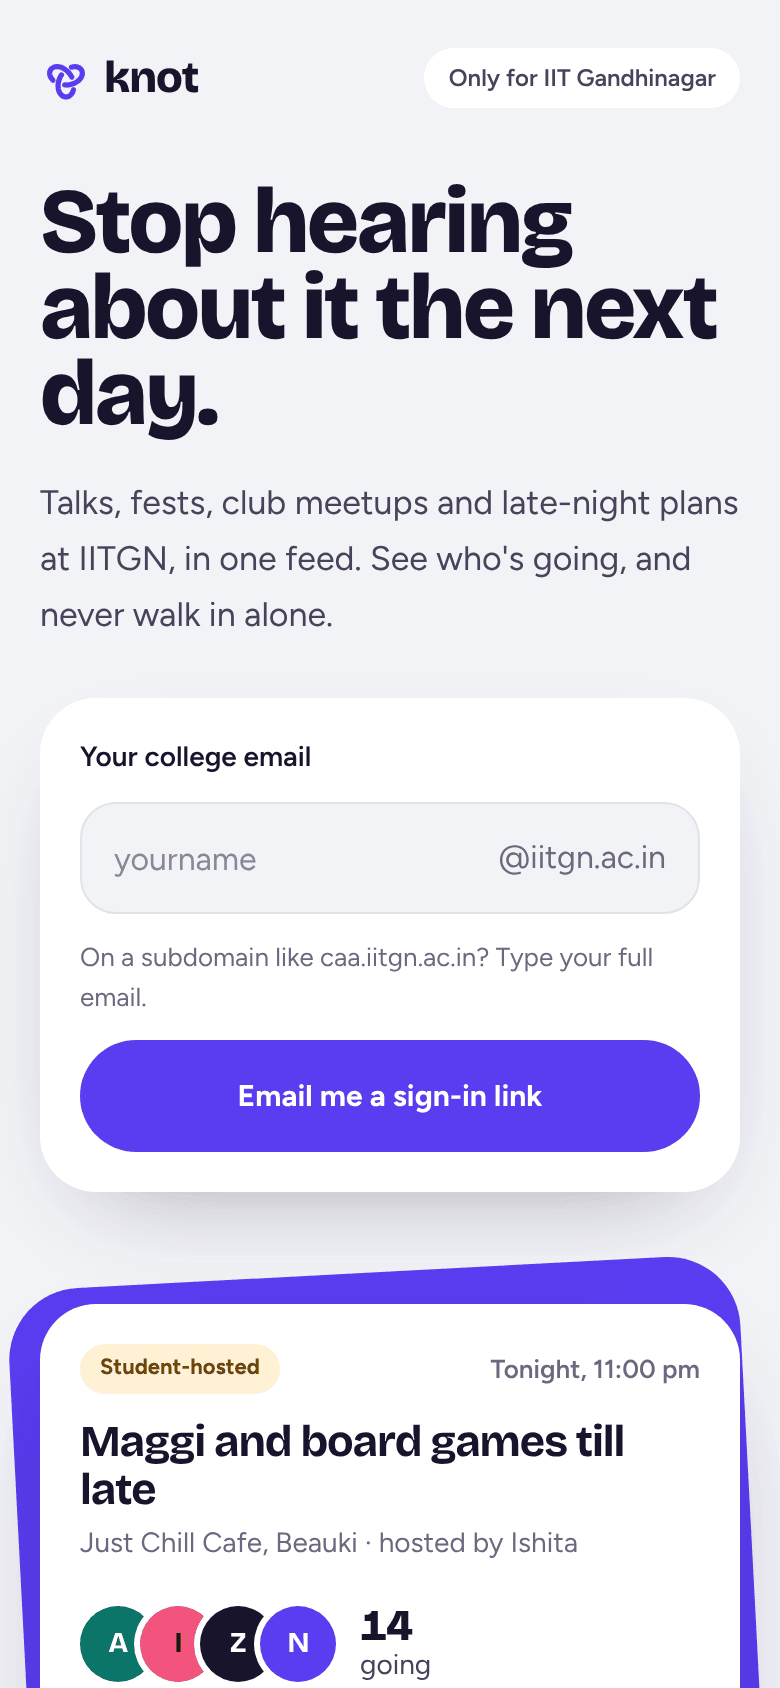 knot
Only for IIT Gandhinagar
Stop hearing
about it the next
day.
Talks, fests, club meetups and late-night plans
at IITGN, in one feed. See who's going, and
never walk in alone.
Your college email
yourname @iitgn.ac.in
On a subdomain like caa.iitgn.ac.in? Type your full
email.
Email me a sign-in link
Student-hosted Tonight, 11:00 pm
Maggi and board games till
late
Just Chill Cafe, Beauki · hosted by Ishita
A I Z N 14
going